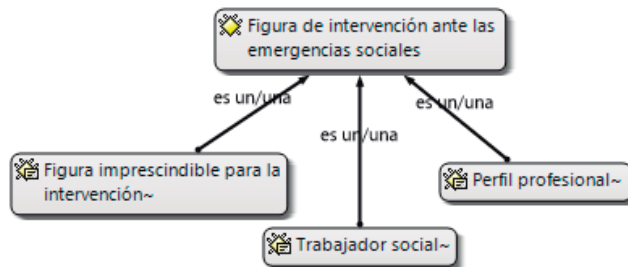 Figura de intervención ante las
emergencias sociales
es un/una
es un/una
es un/una
Figura imprescindible para la
intervención~
Perfil profesional~
Trabajador social~